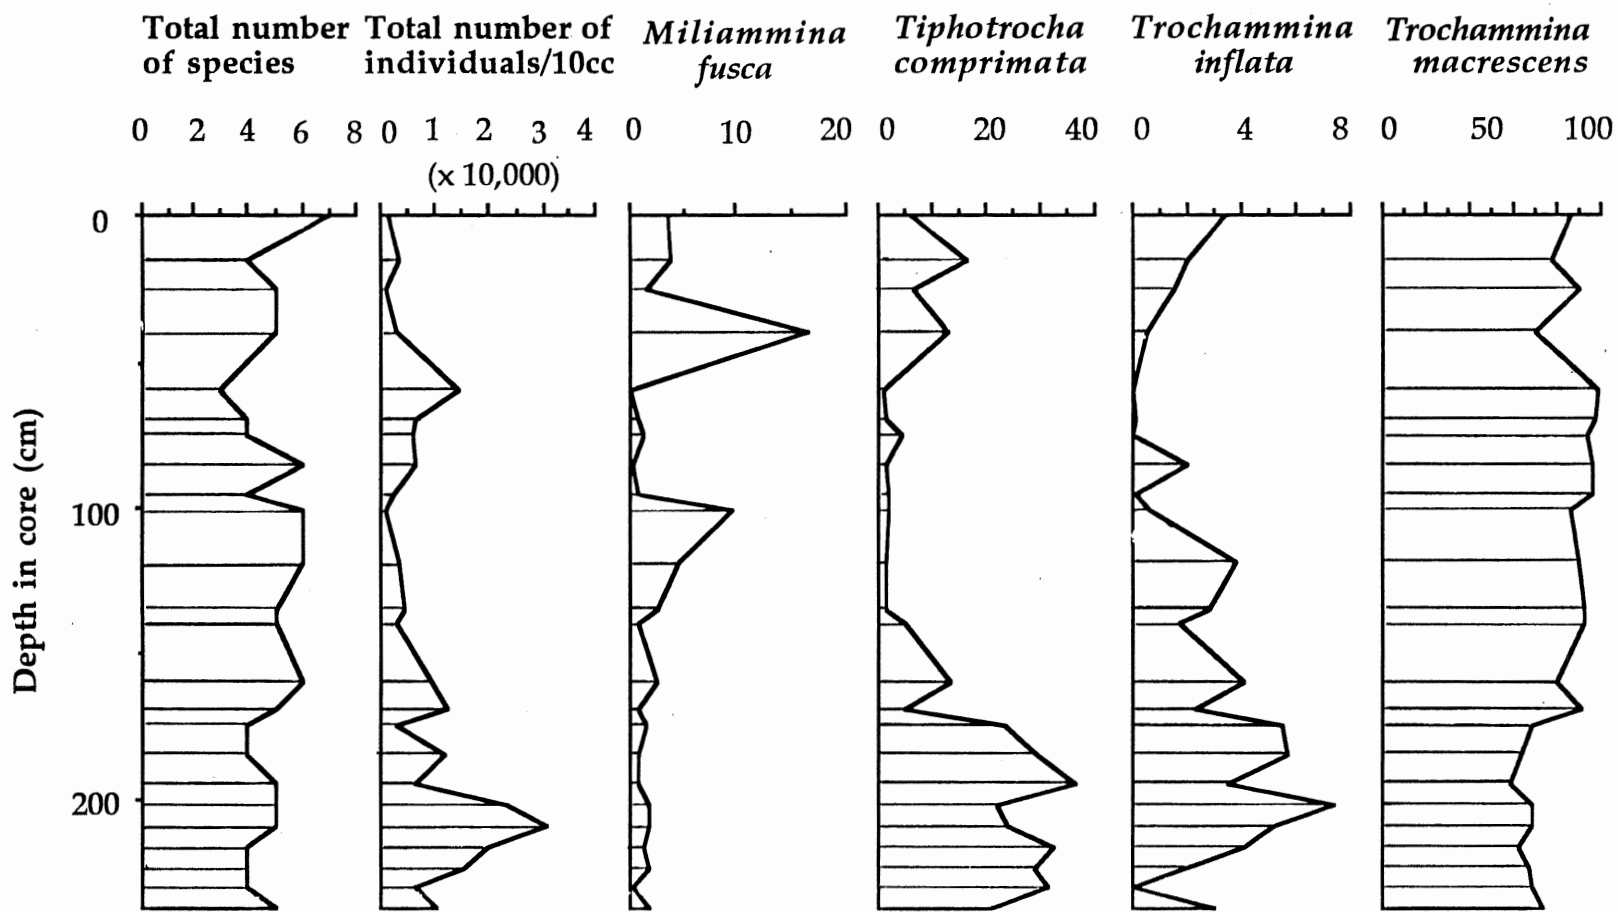 Total number Total number of Miliammina Tiphotrocha Trochammina Trochammina
of species individuals/10cc fusca comprimata inflata macrescens
0 2 4 6 8 0 1 2 3 4 0 10 20 0 20 40 0 4 8 0 50 100
(x 10,000)
0
100
200
Depth in core (cm)